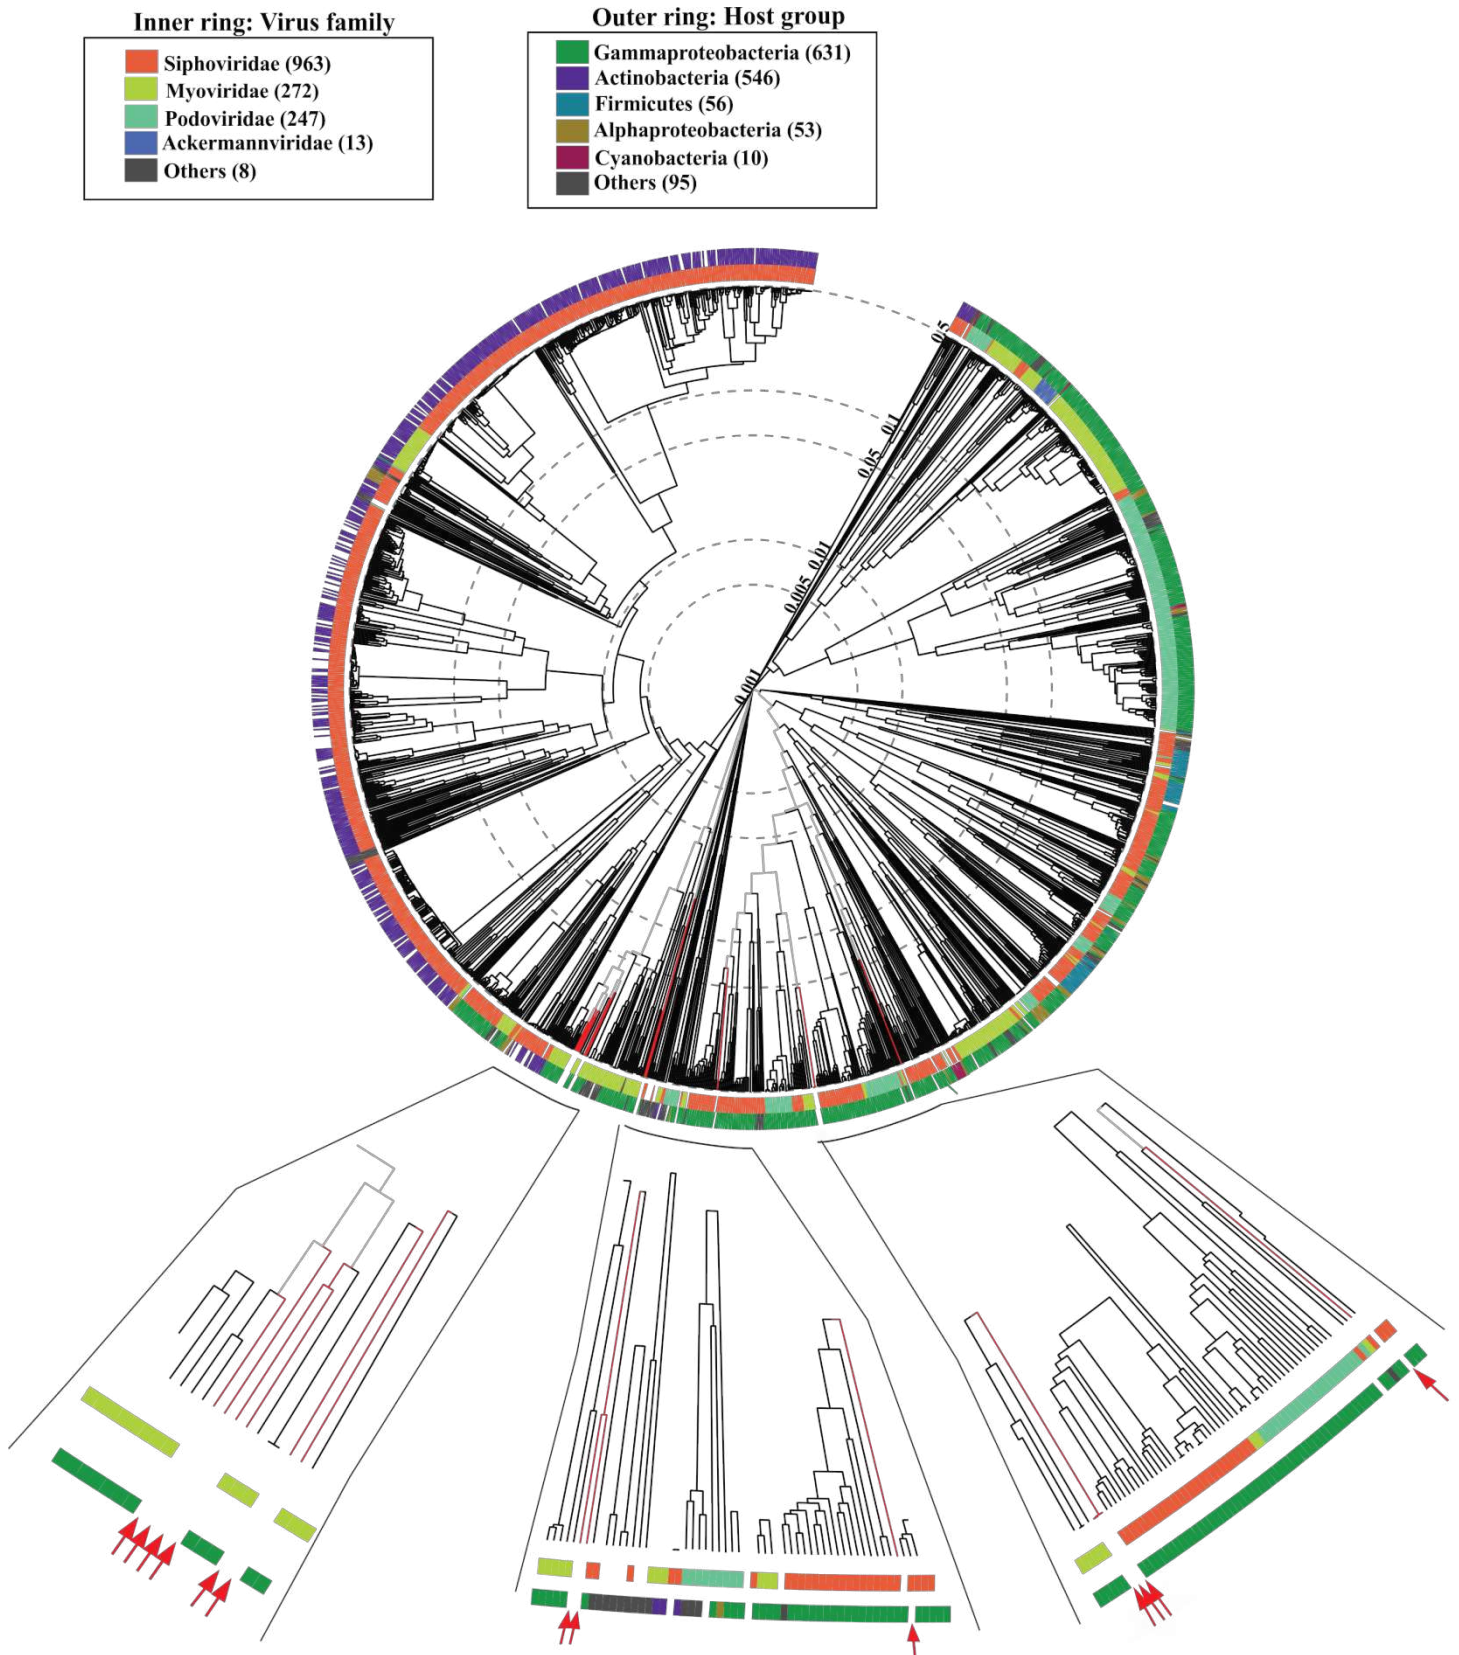 Inner ring: Virus family
Siphoviridae (963)
Myoviridae (272)
Podoviridae (247)
Ackermannviridae (13)
Others (8)
Outer ring: Host group
Gammaproteobacteria (631)
Actinobacteria (546)
Firmicutes (56)
Alphaproteobacteria (53)
Cyanobacteria (10)
Others (95)
0.5
0.1
0.05
0.01
0.005
0.001